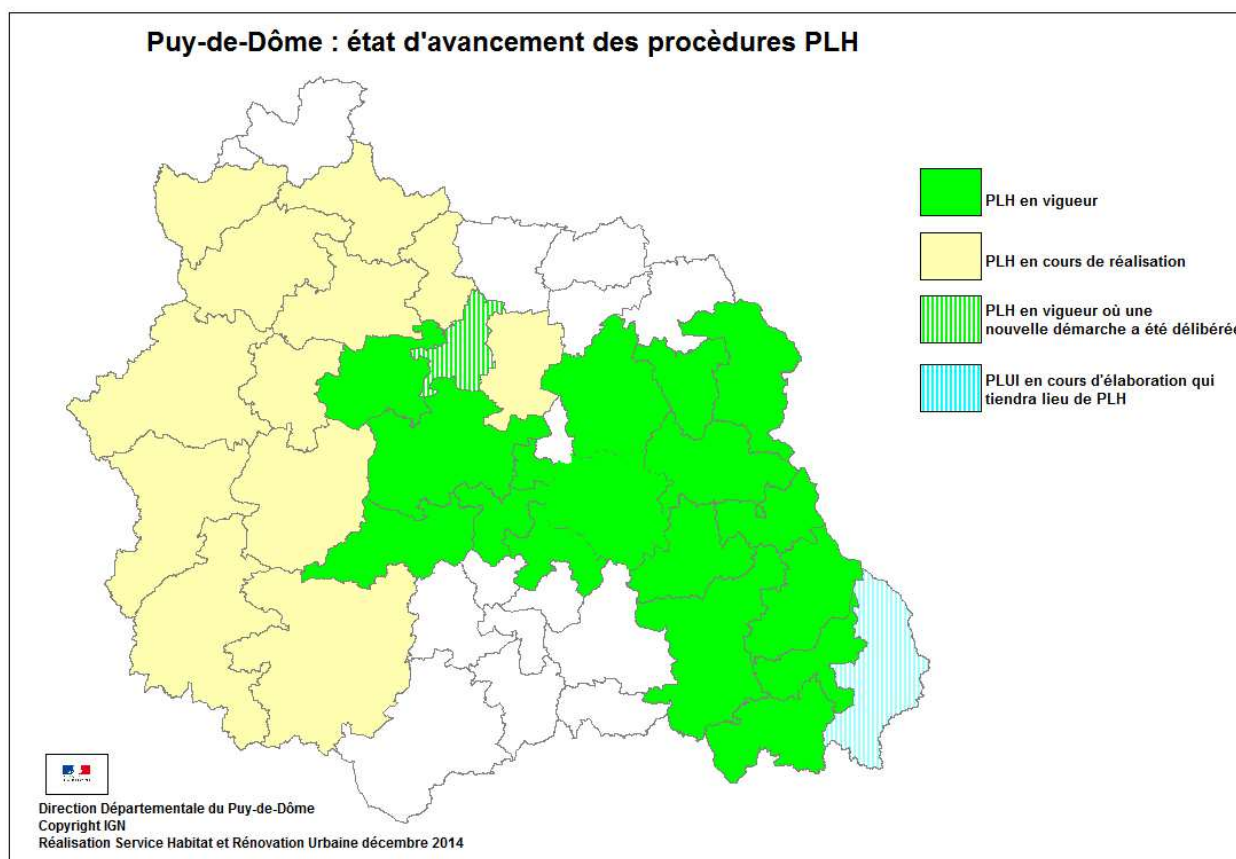 Puy-de-Dôme : état d'avancement des procèdures PLH
PLH en vigueur
PLH en cours de réalisation
PLH en vigueur où une
nouvelle démarche a été délibérée
PLUI en cours d'élaboration qui
tiendra lieu de PLH
Direction Départementale du Puy-de-Dôme
Copyright IGN
Réalisation Service Habitat et Rénovation Urbaine décembre 2014